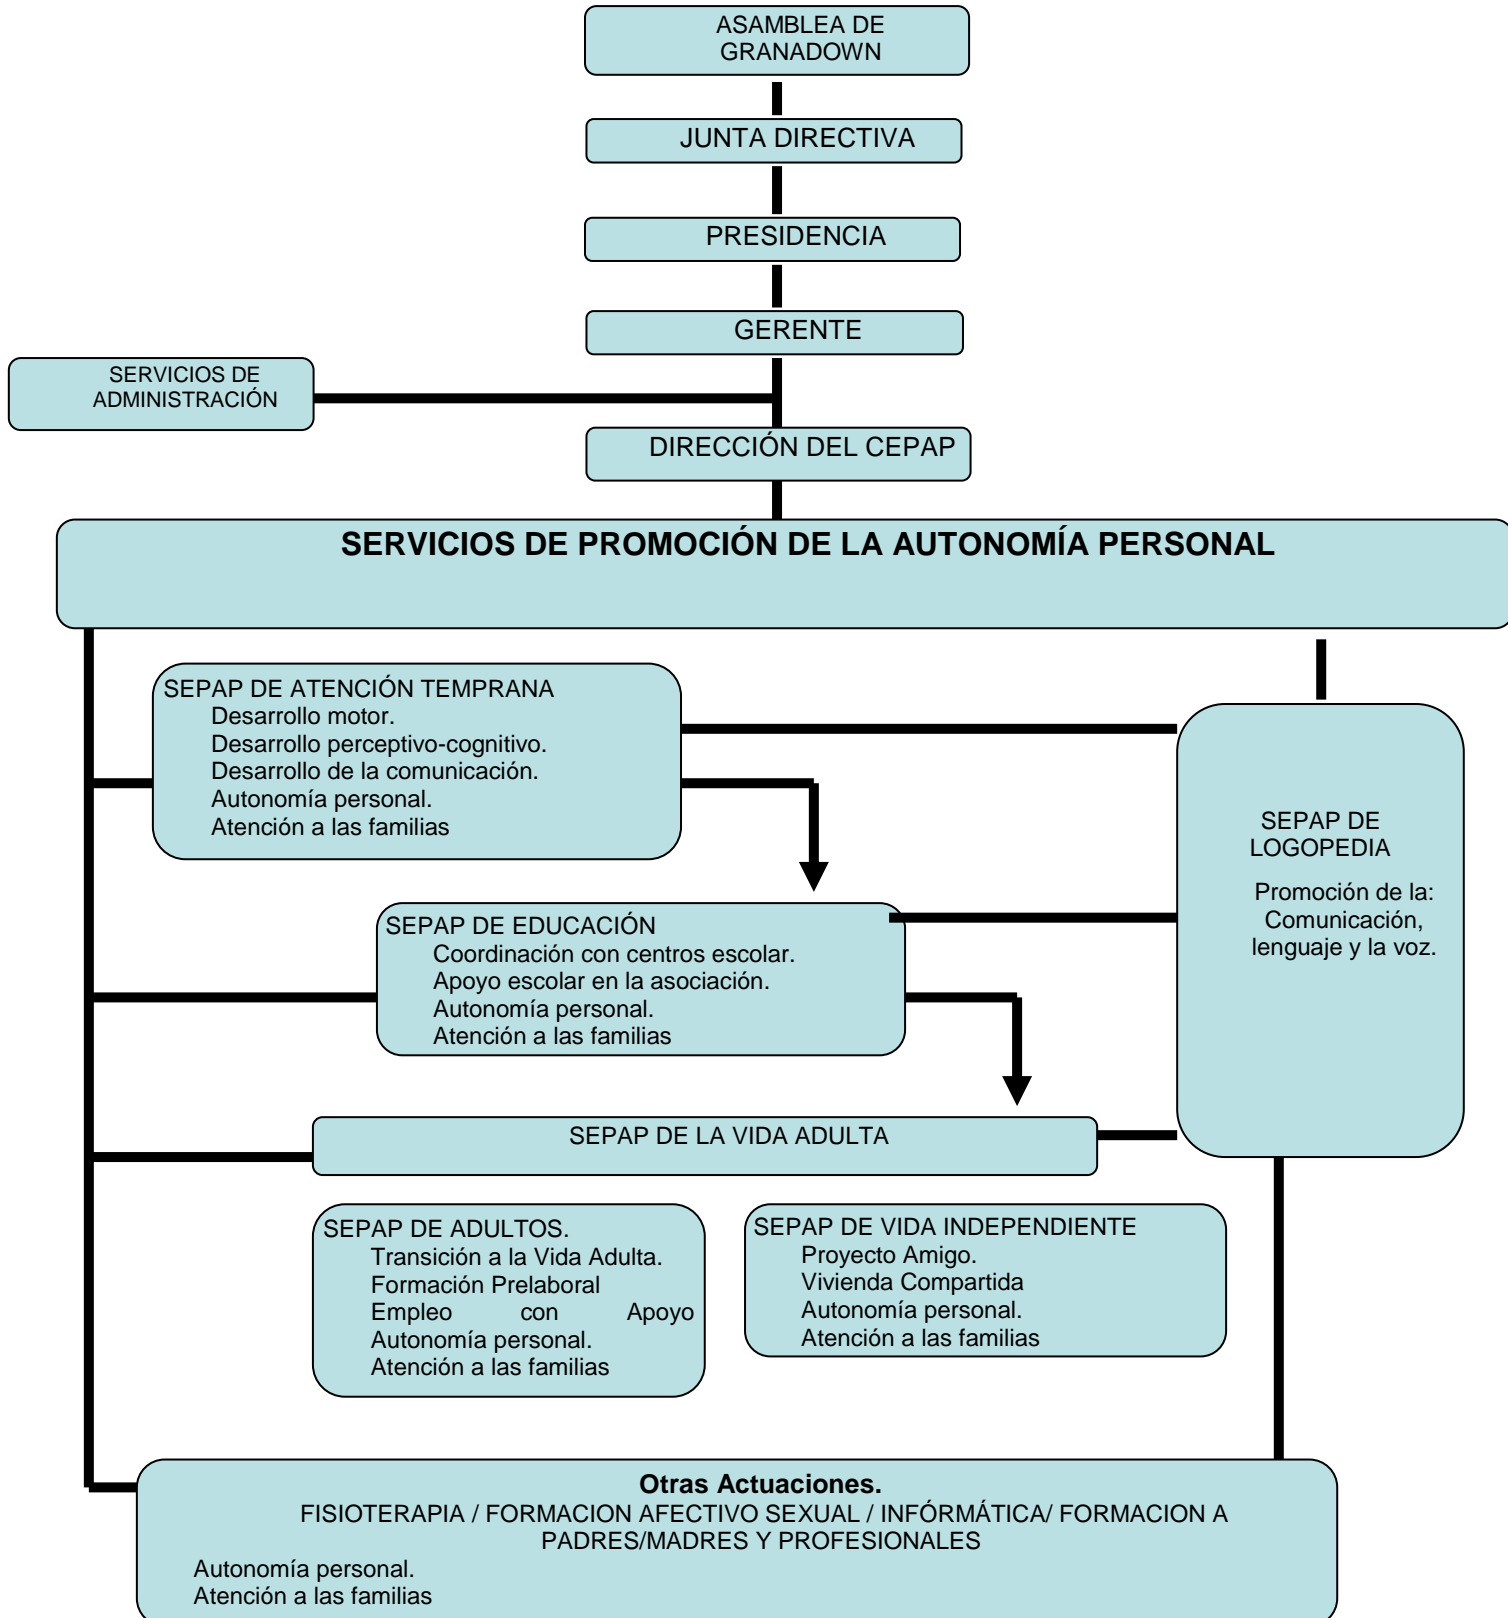 ASAMBLEA DE
GRANADOWN
JUNTA DIRECTIVA
PRESIDENCIA
GERENTE
SERVICIOS DE
ADMINISTRACIÓN
DIRECCIÓN DEL CEPAP
SERVICIOS DE PROMOCIÓN DE LA AUTONOMÍA PERSONAL
SEPAP DE ATENCIÓN TEMPRANA
Desarrollo motor.
Desarrollo perceptivo-cognitivo.
Desarrollo de la comunicación.
Autonomía personal.
Atención a las familias
SEPAP DE
LOGOPEDIA
Promoción de la:
Comunicación,
lenguaje y la voz.
SEPAP DE EDUCACIÓN
Coordinación con centros escolar.
Apoyo escolar en la asociación.
Autonomía personal.
Atención a las familias
SEPAP DE LA VIDA ADULTA
SEPAP DE ADULTOS.
Transición a la Vida Adulta.
Formación Prelaboral
Empleo con Apoyo
Autonomía personal.
Atención a las familias
SEPAP DE VIDA INDEPENDIENTE
Proyecto Amigo.
Vivienda Compartida
Autonomía personal.
Atención a las familias
Otras Actuaciones.
FISIOTERAPIA / FORMACION AFECTIVO SEXUAL / INFÓRMÁTICA/ FORMACION A
PADRES/MADRES Y PROFESIONALES
Autonomía personal.
Atención a las familias